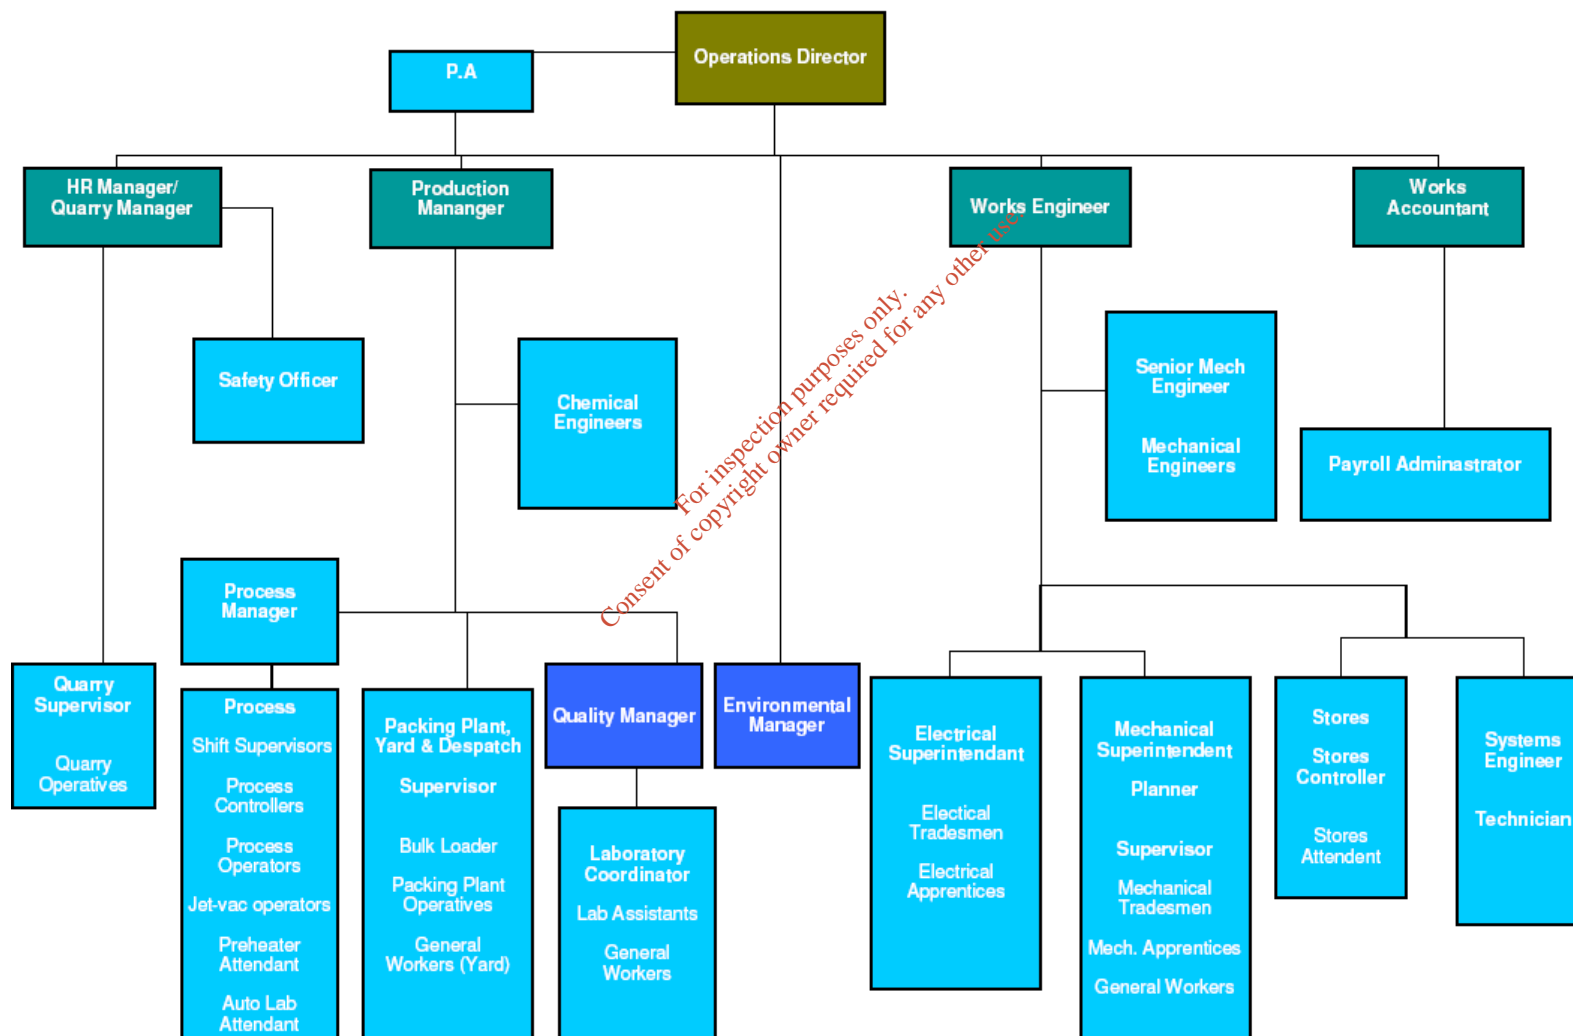 Operations Director
P.A
HR Manager/
Quarry Manager
Production
Mananger
Works Engineer
Works
Accountant
Safety Officer
Chemical
Engineers
Senior Mech
Engineer
Mechanical
Engineers
Payroll Adminastrator
For inspection purposes only.
Consent of copyright owner required for any other use.
Process
Manager
Quarry
Supervisor
Quarry
Operatives
Process
Shift Supervisors
Process
Controllers
Process
Operators
Jet-vac operators
Preheater
Attendant
Auto Lab
Attendant
Packing Plant,
Yard & Despatch
Supervisor
Bulk Loader
Packing Plant
Operatives
General
Workers (Yard)
Quality Manager
Laboratory
Coordinator
Lab Assistants
General
Workers
Environmental
Manager
Electrical
Superintendant
Electical
Tradesmen
Electrical
Apprentices
Mechanical
Superintendent
Planner
Supervisor
Mechanical
Tradesmen
Mech. Apprentices
General Workers
Stores
Stores
Controller
Stores
Attendent
Systems
Engineer
Technician